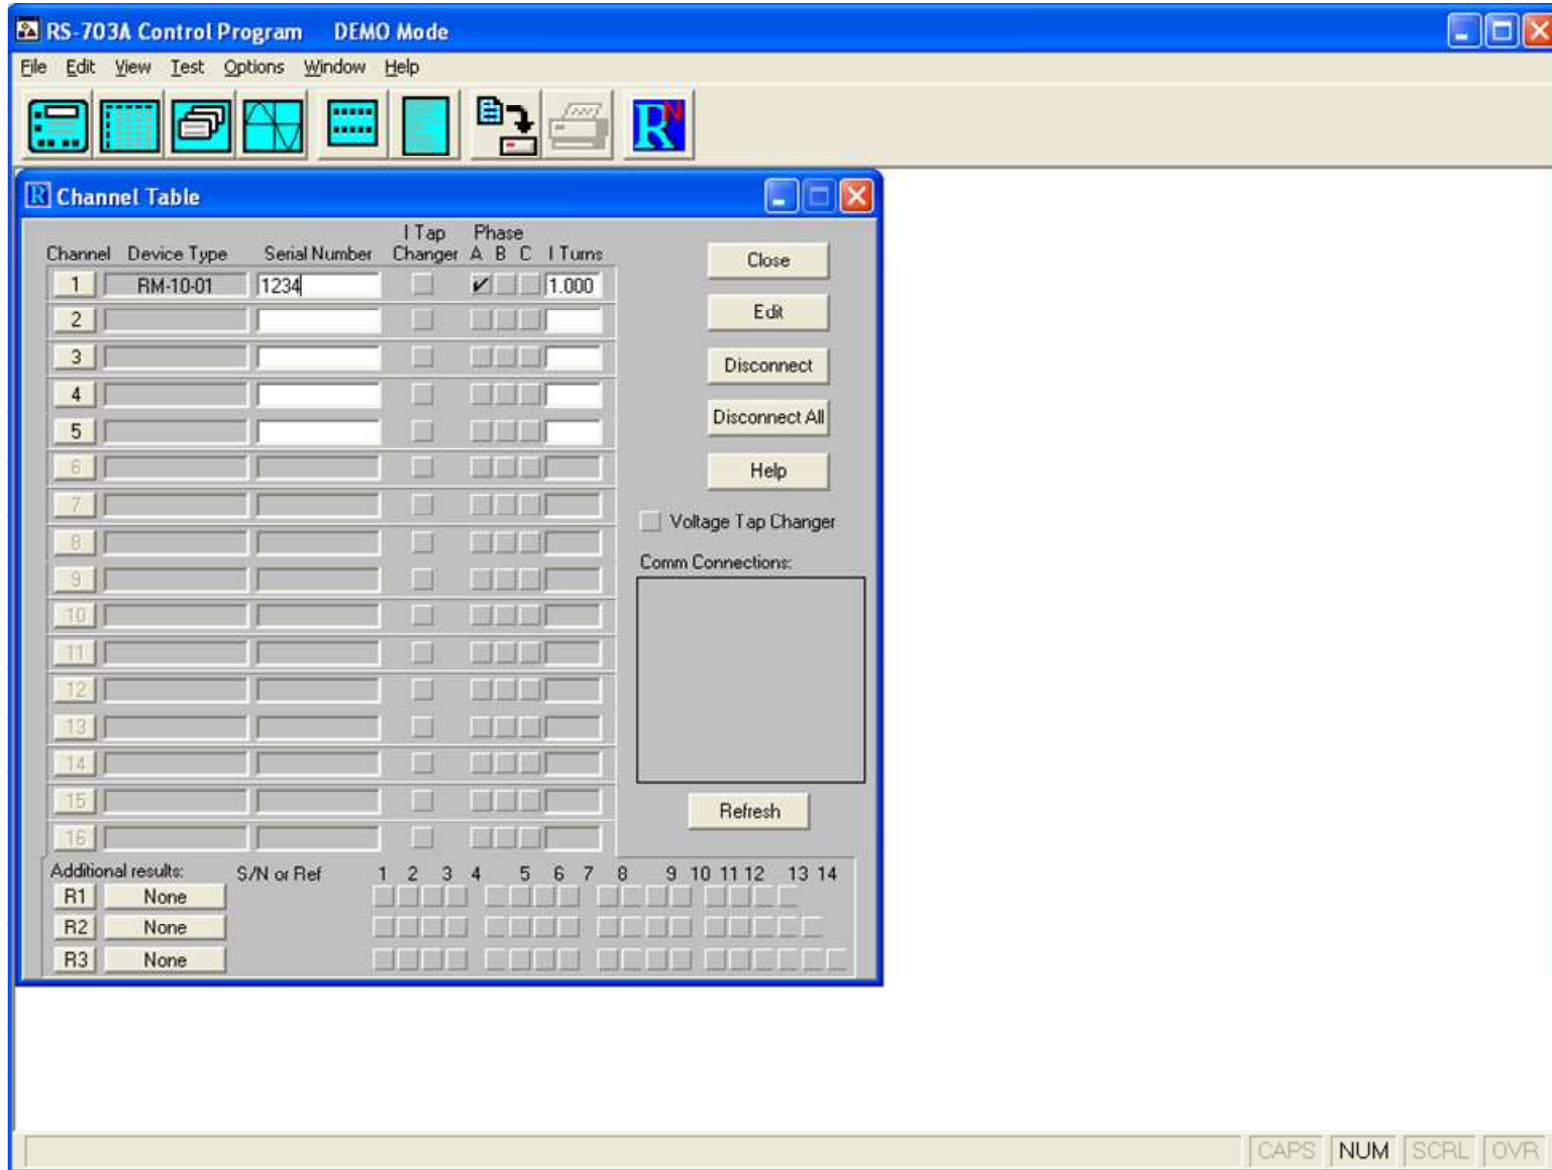 RS-703A Control Program DEMO Mode
File Edit View Test Options Window Help
RN
R Channel Table
I Tap Phase
Channel Device Type Serial Number Changer A B C I Turns
1 RM-10-01 1234 1.000
2
3
4
5
6
7
8
9
10
11
12
13
14
15
16
Close
Edit
Disconnect
Disconnect All
Help
Voltage Tap Changer
Comm Connections:
Refresh
Additional results: S/N or Ref 1 2 3 4 5 6 7 8 9 10 11 12 13 14
R1 None
R2 None
R3 None
CAPS NUM SCRL OVR